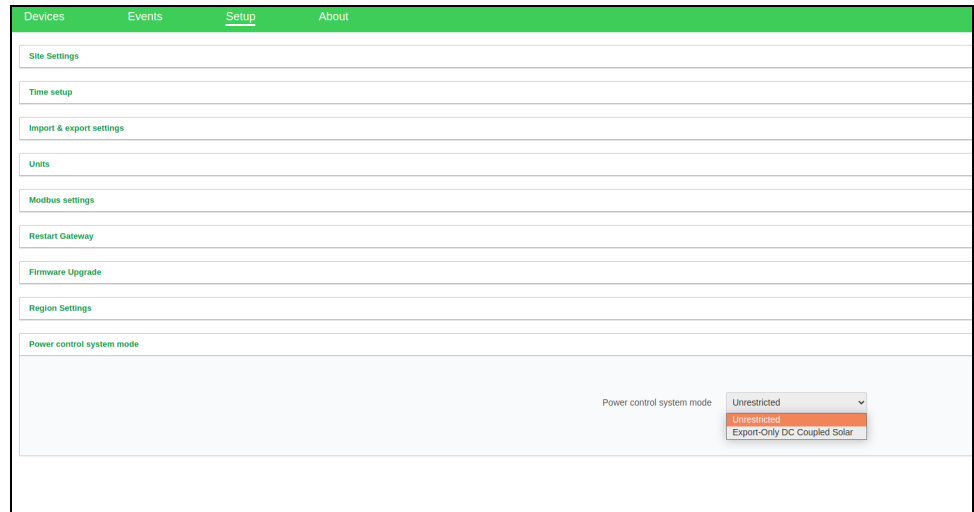 Devices Events Setup About
Site Settings
Time setup
Import & export settings
Units
Modbus settings
Restart Gateway
Firmware Upgrade
Region Settings
Power control system mode
Power control system mode Unrestricted
Unrestricted
Export-Only DC Coupled Solar